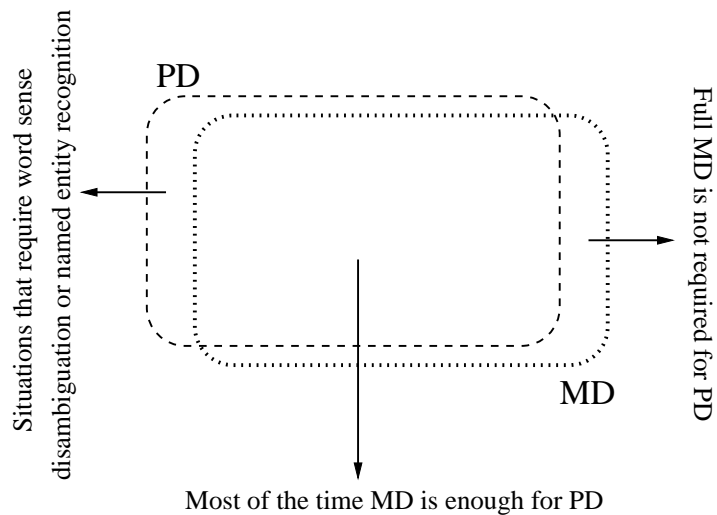 PD
Situations that require word sense
disambiguation or named entity recognition
Full MD is not required for PD
MD
Most of the time MD is enough for PD